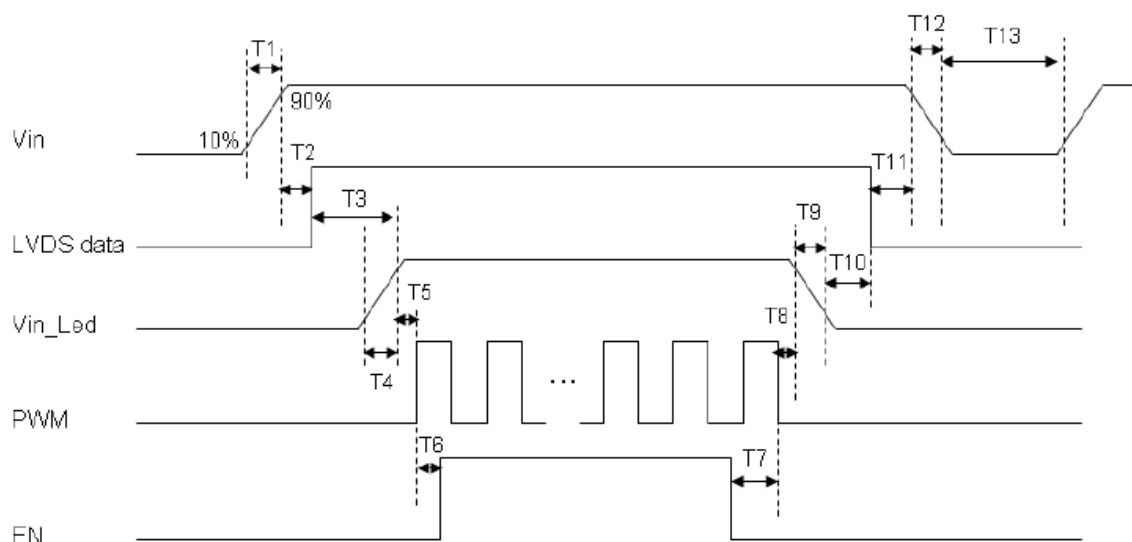 T1
T12
T13
90%
Vin
10%
T2
T11
T3
T9
LVDS data
T10
T5
Vin_Led
T8
T4
PWM
...
T6
T7
EN